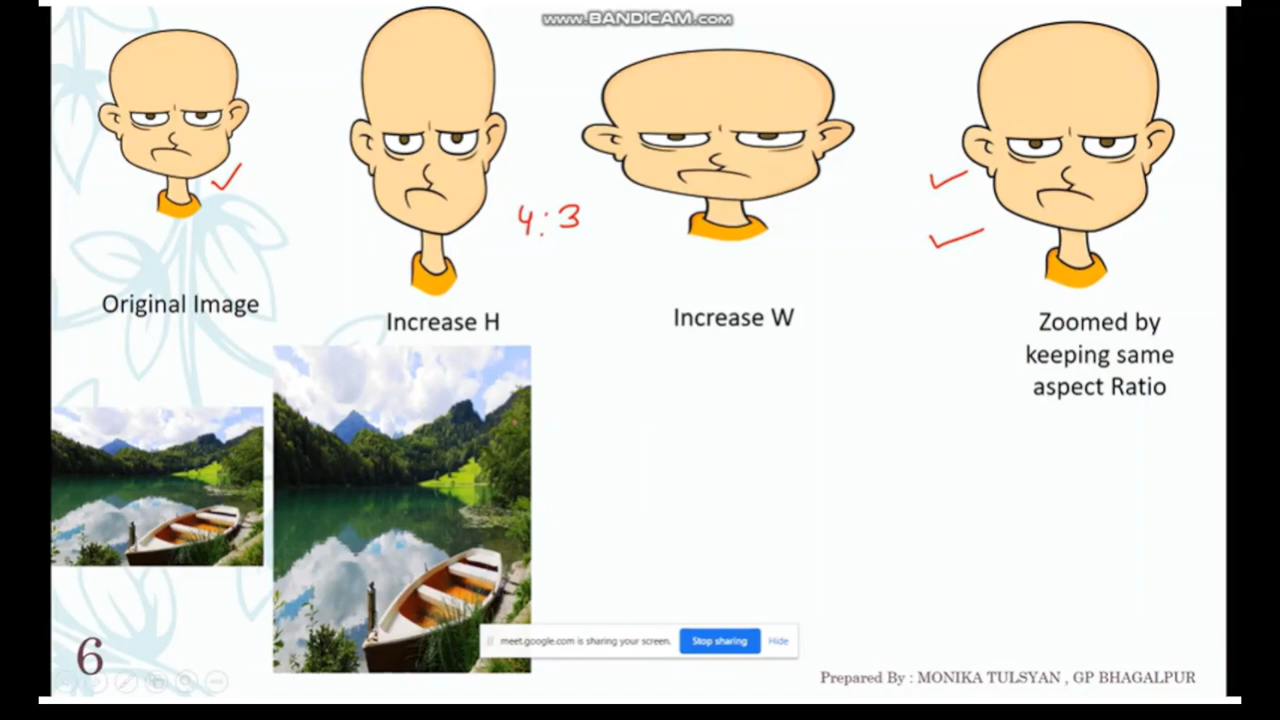 www.BANDICAM.com
4:3
Original Image
Increase H
Increase W
Zoomed by
keeping same
aspect Ratio
meet.google.com is sharing your screen.
Stop sharing
Hide
6
Prepared By : MONIKA TULSYAN , GP BHAGALPUR